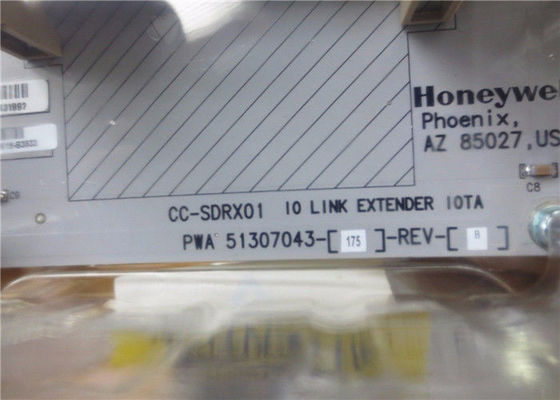 Honeywe
Phoenix,
AZ 85027, US
C8
CC-SDRX01 IO LINK EXTENDER IOTA
PWA 51307043-[ 175 ]-REV-[ B ]